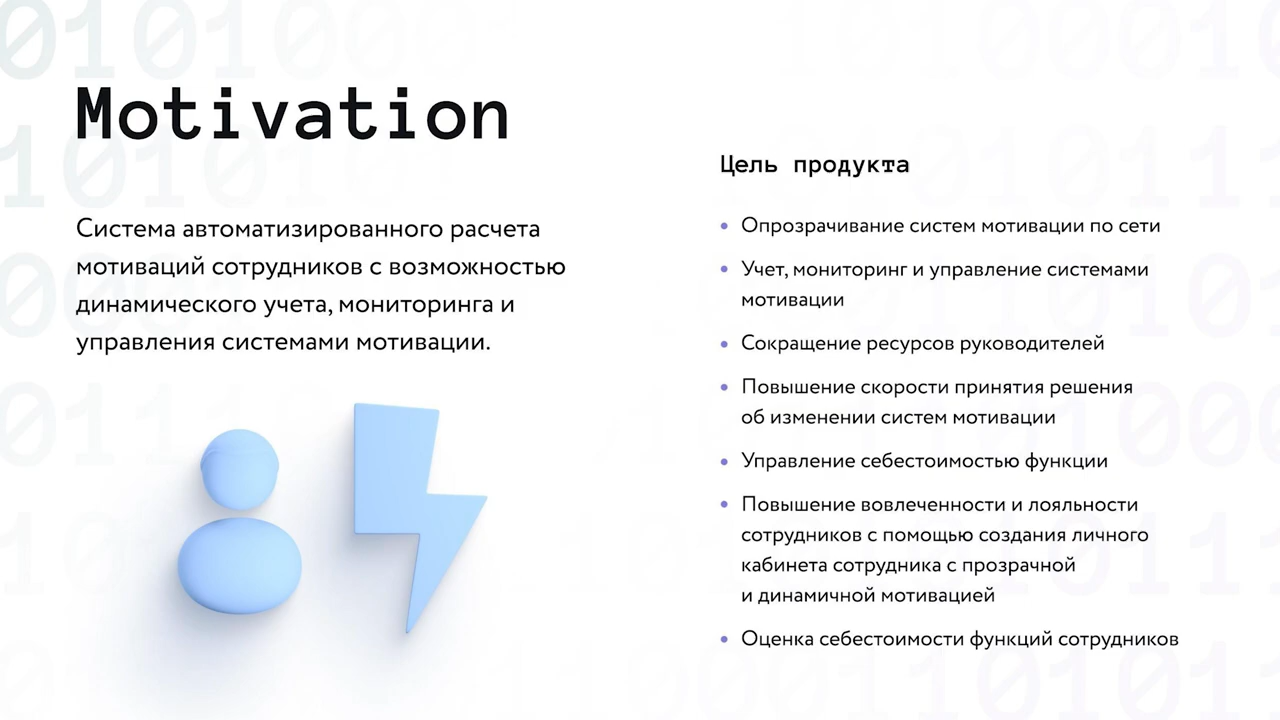 Motivation
Система автоматизированного расчета
мотиваций сотрудников с возможностью
динамического учета, мониторинга и
управления системами мотивации.
Цель продукта
• Опрозрачивание систем мотивации по сети
• Учет, мониторинг и управление системами
мотивации
• Сокращение ресурсов руководителей
• Повышение скорости принятия решения
об изменении систем мотивации
• Управление себестоимостью функции
• Повышение вовлеченности и лояльности
сотрудников с помощью создания личного
кабинета сотрудника с прозрачной
и динамичной мотивацией
• Оценка себестоимости функций сотрудников